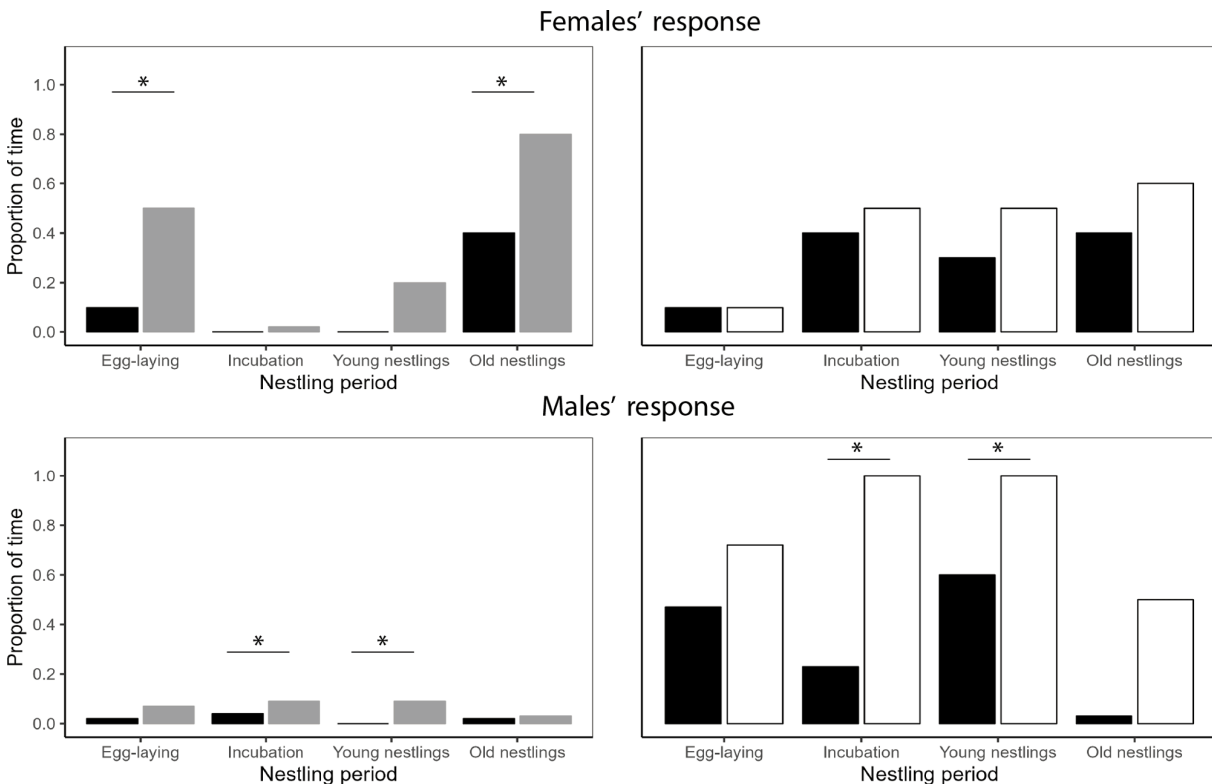 Females' response
* *
Proportion of time
1.0
0.8
0.6
0.4
0.2
0.0
Egg-laying Incubation Young nestlings Old nestlings
Nestling period
Egg-laying Incubation Young nestlings Old nestlings
Nestling period
Males' response
Proportion of time
1.0
0.8
0.6
0.4
0.2
0.0
* *
Egg-laying Incubation Young nestlings Old nestlings
Nestling period
* *
Egg-laying Incubation Young nestlings Old nestlings
Nestling period